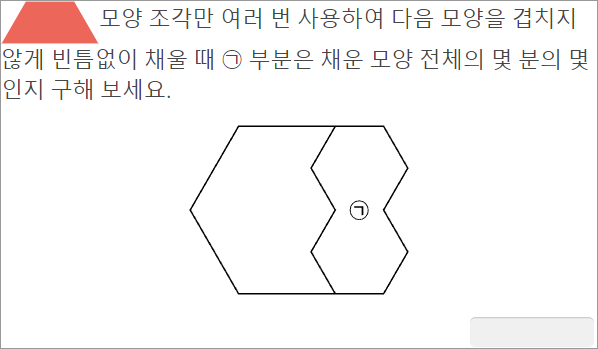 모양 조각만 여러 번 사용하여 다음 모양을 겹치지
않게 빈틈없이 채울 때 ㉠ 부분은 채운 모양 전체의 몇 분의 몇
인지 구해 보세요.
㉠